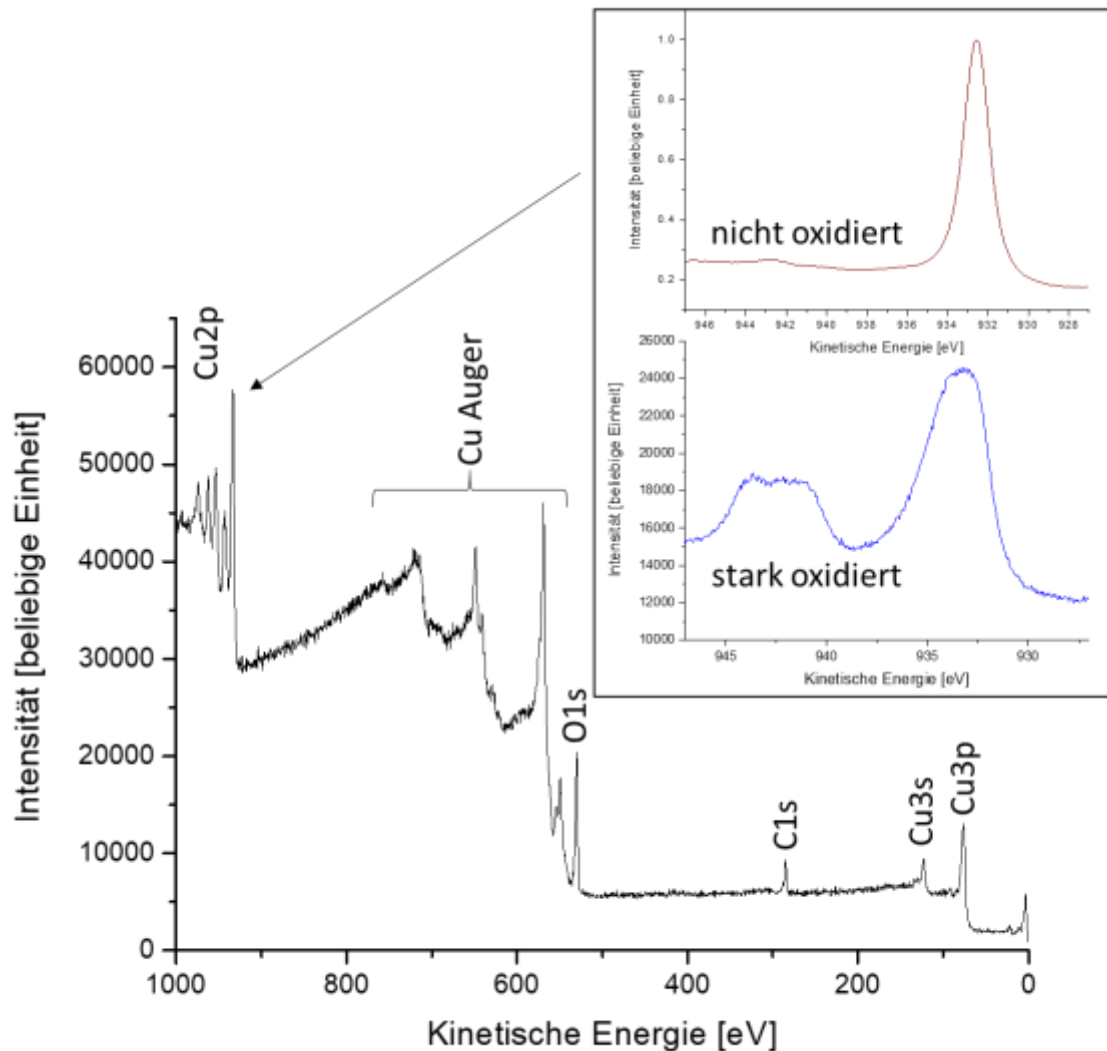 1.0
0.8
0.6
0.4
0.2
Intensität [beliebige Einheit]
nicht oxidiert
946 944 942 940 938 936 934 932 930 928
Kinetische Energie [eV]
26000
24000
22000
20000
18000
16000
14000
12000
10000
Intensität [beliebige Einheit]
stark oxidiert
945 940 935 930
Kinetische Energie [eV]
Cu2p
Cu Auger
O1s
C1s
Cu3s
Cu3p
60000
50000
40000
30000
20000
10000
0
Intensität [beliebige Einheit]
1000 800 600 400 200 0
Kinetische Energie [eV]